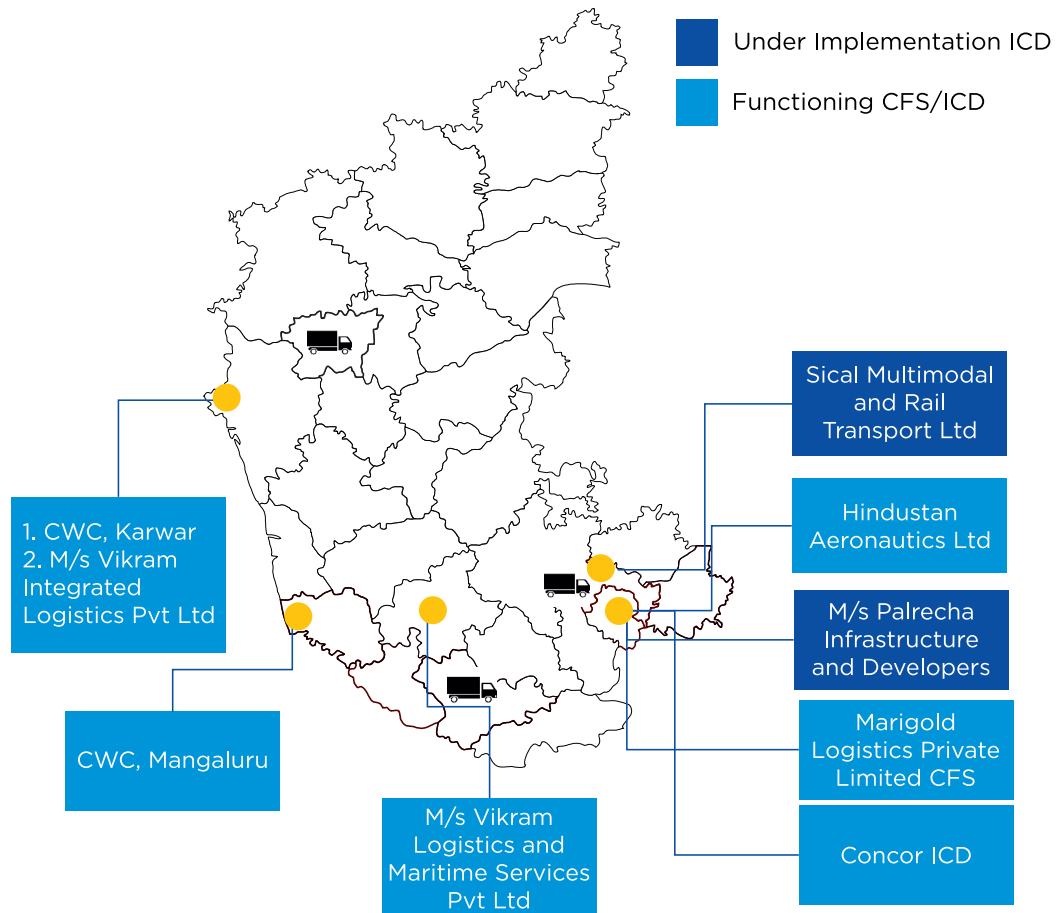 Under Implementation ICD
Functioning CFS/ICD
Sical Multimodal
and Rail
Transport Ltd
Hindustan
Aeronautics Ltd
M/s Palrecha
Infrastructure
and Developers
Marigold
Logistics Private
Limited CFS
Concor ICD
1. CWC, Karwar
2. M/s Vikram
Integrated
Logistics Pvt Ltd
CWC, Mangaluru
M/s Vikram
Logistics and
Maritime Services
Pvt Ltd